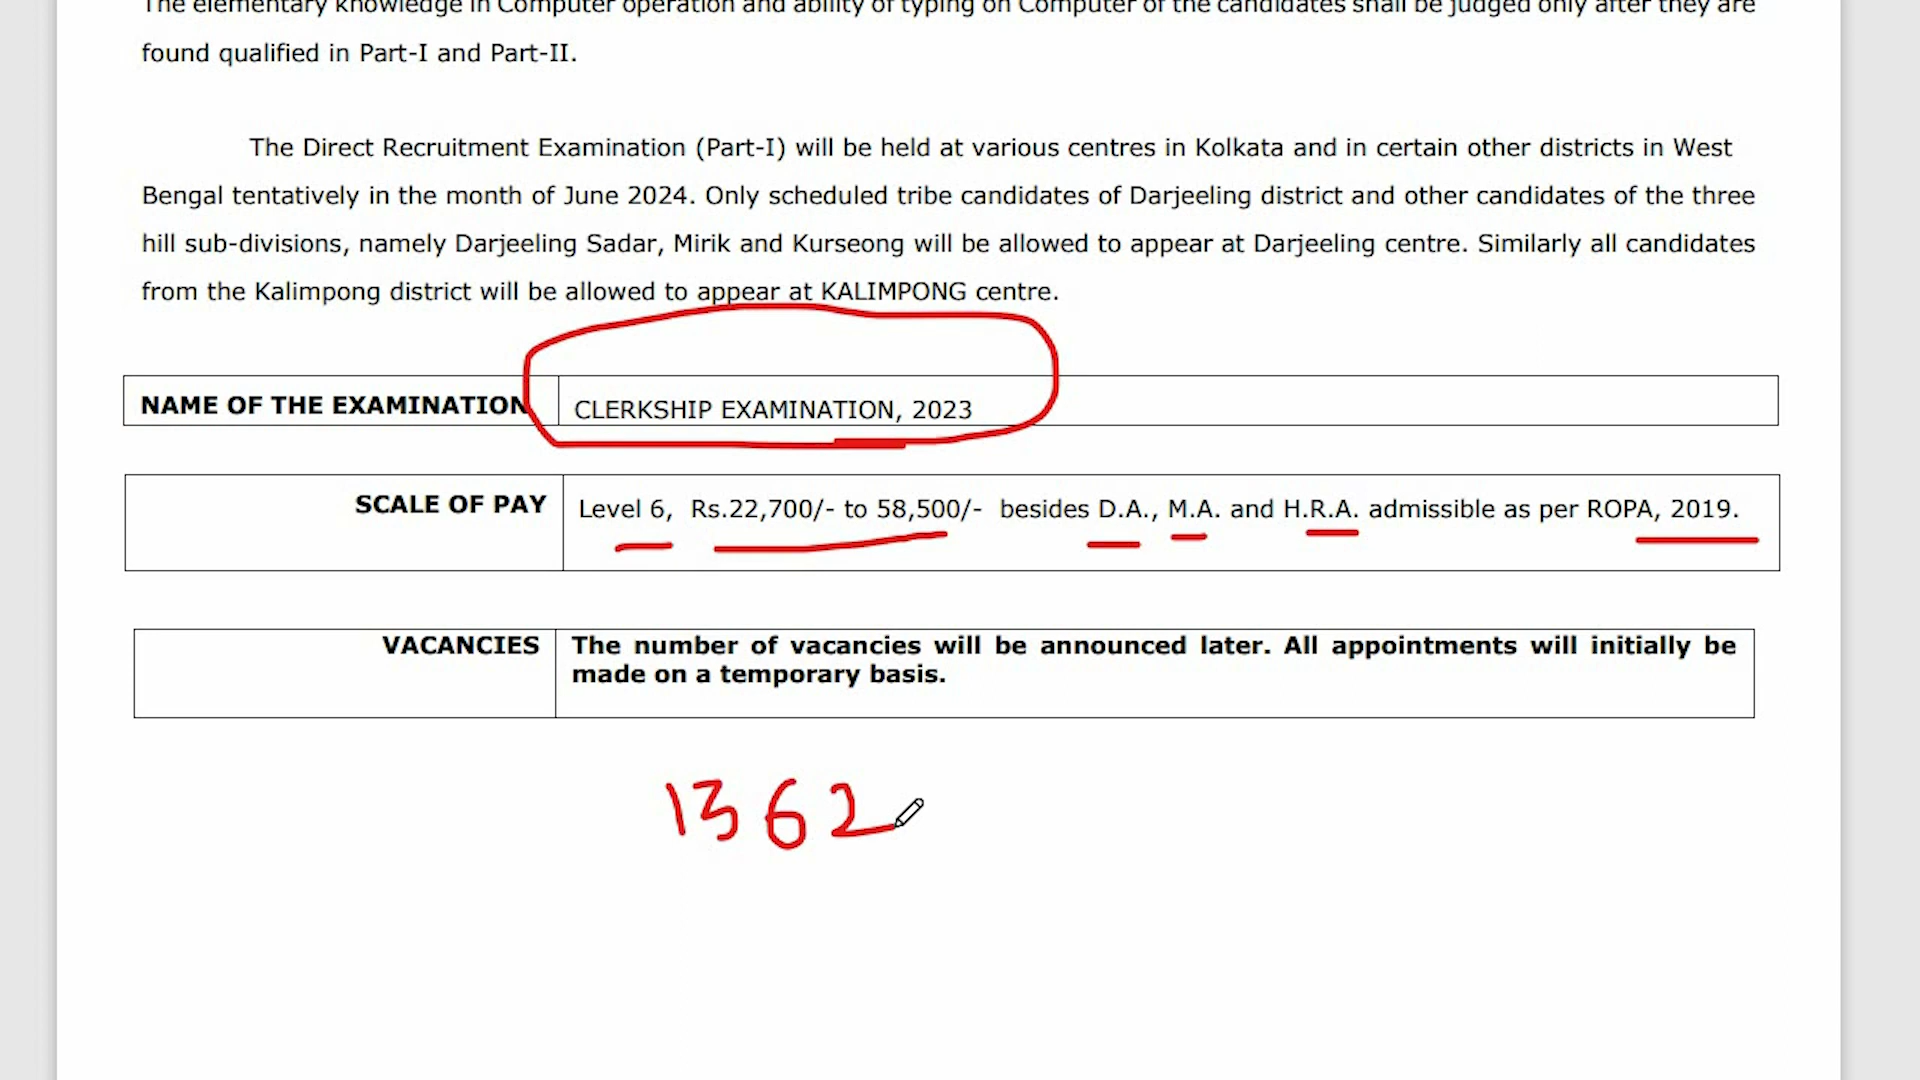 The elementary knowledge in Computer operation and ability of typing on Computer of the candidates shall be judged only after they are
found qualified in Part-I and Part-II.
The Direct Recruitment Examination (Part-I) will be held at various centres in Kolkata and in certain other districts in West
Bengal tentatively in the month of June 2024. Only scheduled tribe candidates of Darjeeling district and other candidates of the three
hill sub-divisions, namely Darjeeling Sadar, Mirik and Kurseong will be allowed to appear at Darjeeling centre. Similarly all candidates
from the Kalimpong district will be allowed to appear at KALIMPONG centre.
NAME OF THE EXAMINATION CLERKSHIP EXAMINATION, 2023
SCALE OF PAY Level 6, Rs.22,700/- to 58,500/- besides D.A., M.A. and H.R.A. admissible as per ROPA, 2019.
VACANCIES The number of vacancies will be announced later. All appointments will initially be
made on a temporary basis.
1362